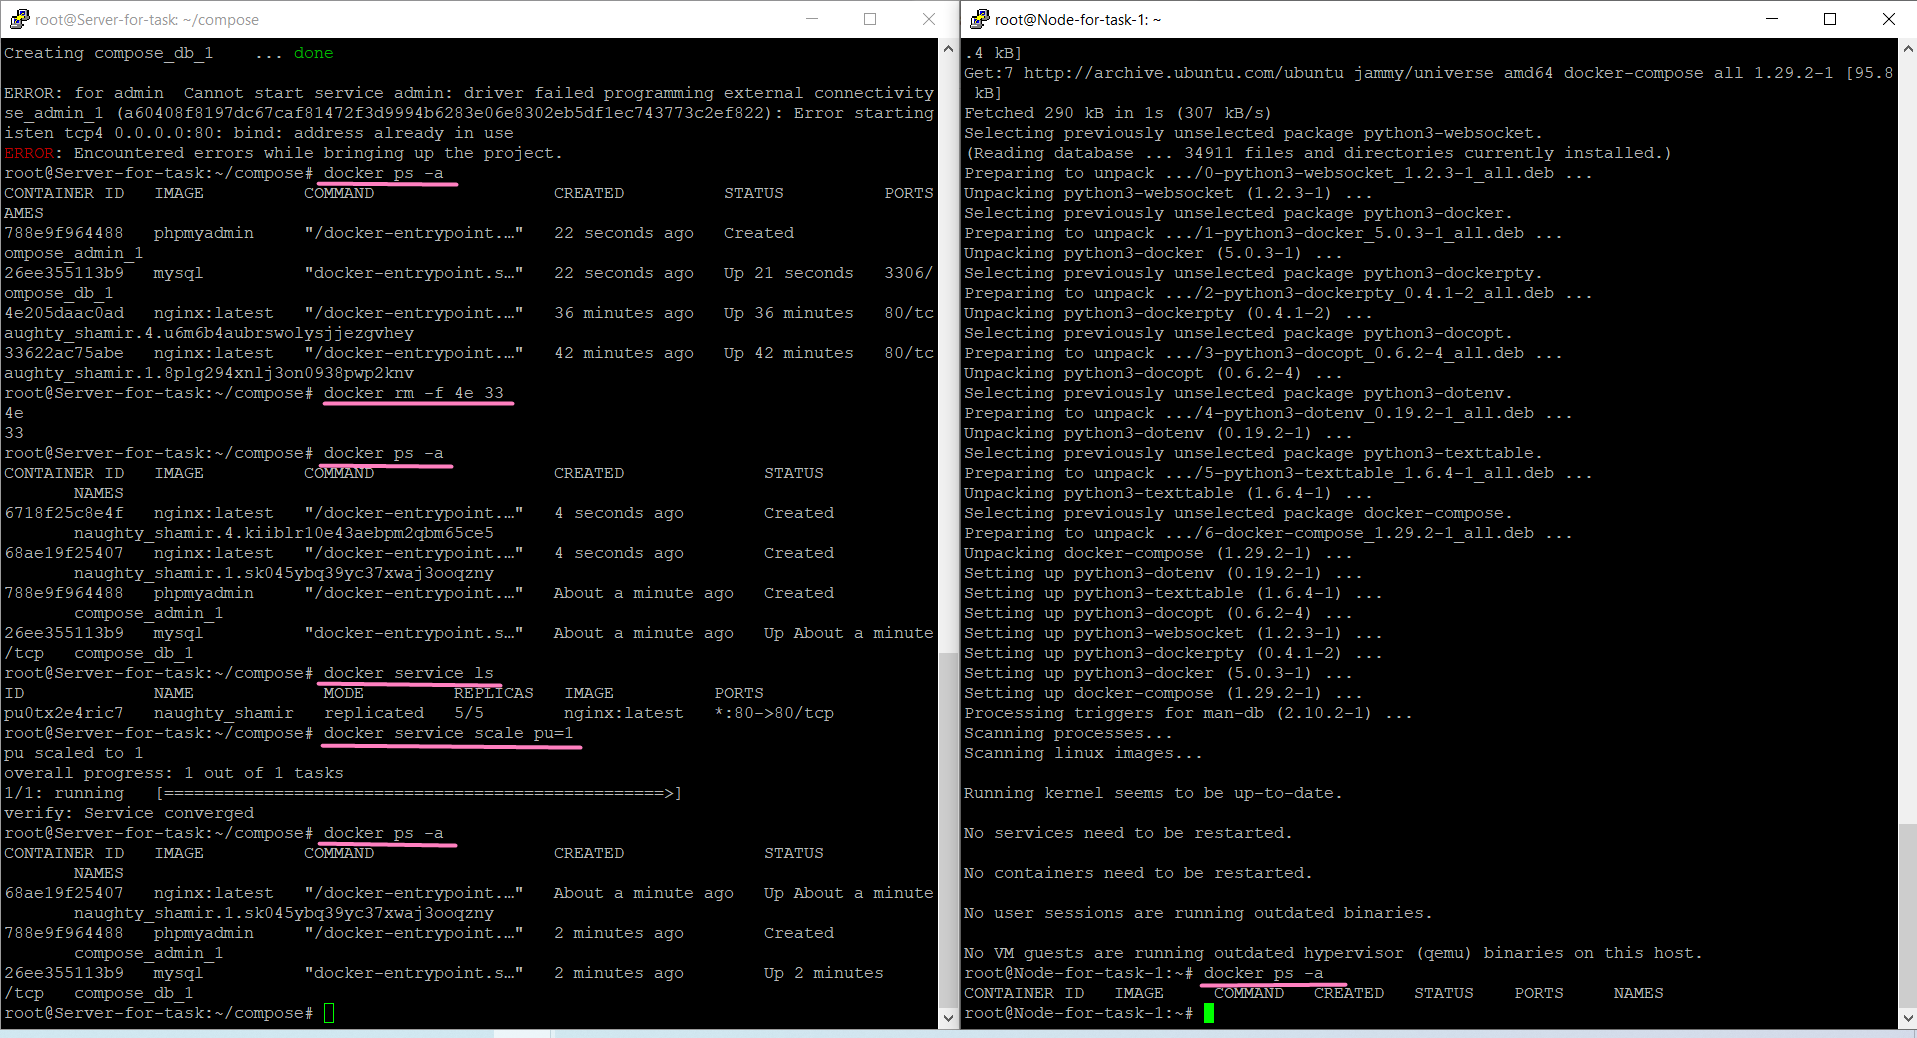 root@Server-for-task: ~/compose
Creating compose_db_1    ... done
ERROR: for admin  Cannot start service admin: driver failed programming external connectivity
se_admin_1 (a60408f8197dc67caf81472f3d9994b6283e06e8302eb5df1ec743773c2ef822): Error starting
isten tcp4 0.0.0.0:80: bind: address already in use
ERROR: Encountered errors while bringing up the project.
root@Server-for-task:~/compose# docker ps -a
CONTAINER ID   IMAGE          COMMAND                  CREATED          STATUS          PORTS
AMES
788e9f964488   phpmyadmin     "/docker-entrypoint.…"   22 seconds ago   Created
ompose_admin_1
26ee355113b9   mysql          "docker-entrypoint.s…"   22 seconds ago   Up 21 seconds   3306/
ompose_db_1
4e205daac0ad   nginx:latest   "/docker-entrypoint.…"   36 minutes ago   Up 36 minutes   80/tc
aughty_shamir.4.u6m6b4aubrswolysjjezgvhey
33622ac75abe   nginx:latest   "/docker-entrypoint.…"   42 minutes ago   Up 42 minutes   80/tc
aughty_shamir.1.8plg294xnlj3on0938pwp2knv
root@Server-for-task:~/compose# docker rm -f 4e 33
4e
33
root@Server-for-task:~/compose# docker ps -a
CONTAINER ID   IMAGE          COMMAND                  CREATED              STATUS
NAMES
6718f25c8e4f   nginx:latest   "/docker-entrypoint.…"   4 seconds ago        Created
naughty_shamir.4.kiiblr10e43aebpm2qbm65ce5
68ae19f25407   nginx:latest   "/docker-entrypoint.…"   4 seconds ago        Created
naughty_shamir.1.sk045ybq39yc37xwaj3ooqzny
788e9f964488   phpmyadmin     "/docker-entrypoint.…"   About a minute ago   Created
compose_admin_1
26ee355113b9   mysql          "docker-entrypoint.s…"   About a minute ago   Up About a minute
/tcp   compose_db_1
root@Server-for-task:~/compose# docker service ls
ID             NAME             MODE         REPLICAS   IMAGE          PORTS
pu0tx2e4ric7   naughty_shamir   replicated   5/5        nginx:latest   *:80->80/tcp
root@Server-for-task:~/compose# docker service scale pu=1
pu scaled to 1
overall progress: 1 out of 1 tasks
1/1: running   [==================================================>]
verify: Service converged
root@Server-for-task:~/compose# docker ps -a
CONTAINER ID   IMAGE          COMMAND                  CREATED              STATUS
NAMES
68ae19f25407   nginx:latest   "/docker-entrypoint.…"   About a minute ago   Up About a minute
naughty_shamir.1.sk045ybq39yc37xwaj3ooqzny
788e9f964488   phpmyadmin     "/docker-entrypoint.…"   2 minutes ago        Created
compose_admin_1
26ee355113b9   mysql          "docker-entrypoint.s…"   2 minutes ago        Up 2 minutes
/tcp   compose_db_1
root@Server-for-task:~/compose#
root@Node-for-task-1: ~
.4 kB]
Get:7 http://archive.ubuntu.com/ubuntu jammy/universe amd64 docker-compose all 1.29.2-1 [95.8
kB]
Fetched 290 kB in 1s (307 kB/s)
Selecting previously unselected package python3-websocket.
(Reading database ... 34911 files and directories currently installed.)
Preparing to unpack .../0-python3-websocket_1.2.3-1_all.deb ...
Unpacking python3-websocket (1.2.3-1) ...
Selecting previously unselected package python3-docker.
Preparing to unpack .../1-python3-docker_5.0.3-1_all.deb ...
Unpacking python3-docker (5.0.3-1) ...
Selecting previously unselected package python3-dockerpty.
Preparing to unpack .../2-python3-dockerpty_0.4.1-2_all.deb ...
Unpacking python3-dockerpty (0.4.1-2) ...
Selecting previously unselected package python3-docopt.
Preparing to unpack .../3-python3-docopt_0.6.2-4_all.deb ...
Unpacking python3-docopt (0.6.2-4) ...
Selecting previously unselected package python3-dotenv.
Preparing to unpack .../4-python3-dotenv_0.19.2-1_all.deb ...
Unpacking python3-dotenv (0.19.2-1) ...
Selecting previously unselected package python3-texttable.
Preparing to unpack .../5-python3-texttable_1.6.4-1_all.deb ...
Unpacking python3-texttable (1.6.4-1) ...
Selecting previously unselected package docker-compose.
Preparing to unpack .../6-docker-compose_1.29.2-1_all.deb ...
Unpacking docker-compose (1.29.2-1) ...
Setting up python3-dotenv (0.19.2-1) ...
Setting up python3-texttable (1.6.4-1) ...
Setting up python3-docopt (0.6.2-4) ...
Setting up python3-websocket (1.2.3-1) ...
Setting up python3-dockerpty (0.4.1-2) ...
Setting up python3-docker (5.0.3-1) ...
Setting up docker-compose (1.29.2-1) ...
Processing triggers for man-db (2.10.2-1) ...
Scanning processes...
Scanning linux images...
Running kernel seems to be up-to-date.
No services need to be restarted.
No containers need to be restarted.
No user sessions are running outdated binaries.
No VM guests are running outdated hypervisor (qemu) binaries on this host.
root@Node-for-task-1:~# docker ps -a
CONTAINER ID   IMAGE     COMMAND   CREATED   STATUS    PORTS     NAMES
root@Node-for-task-1:~#